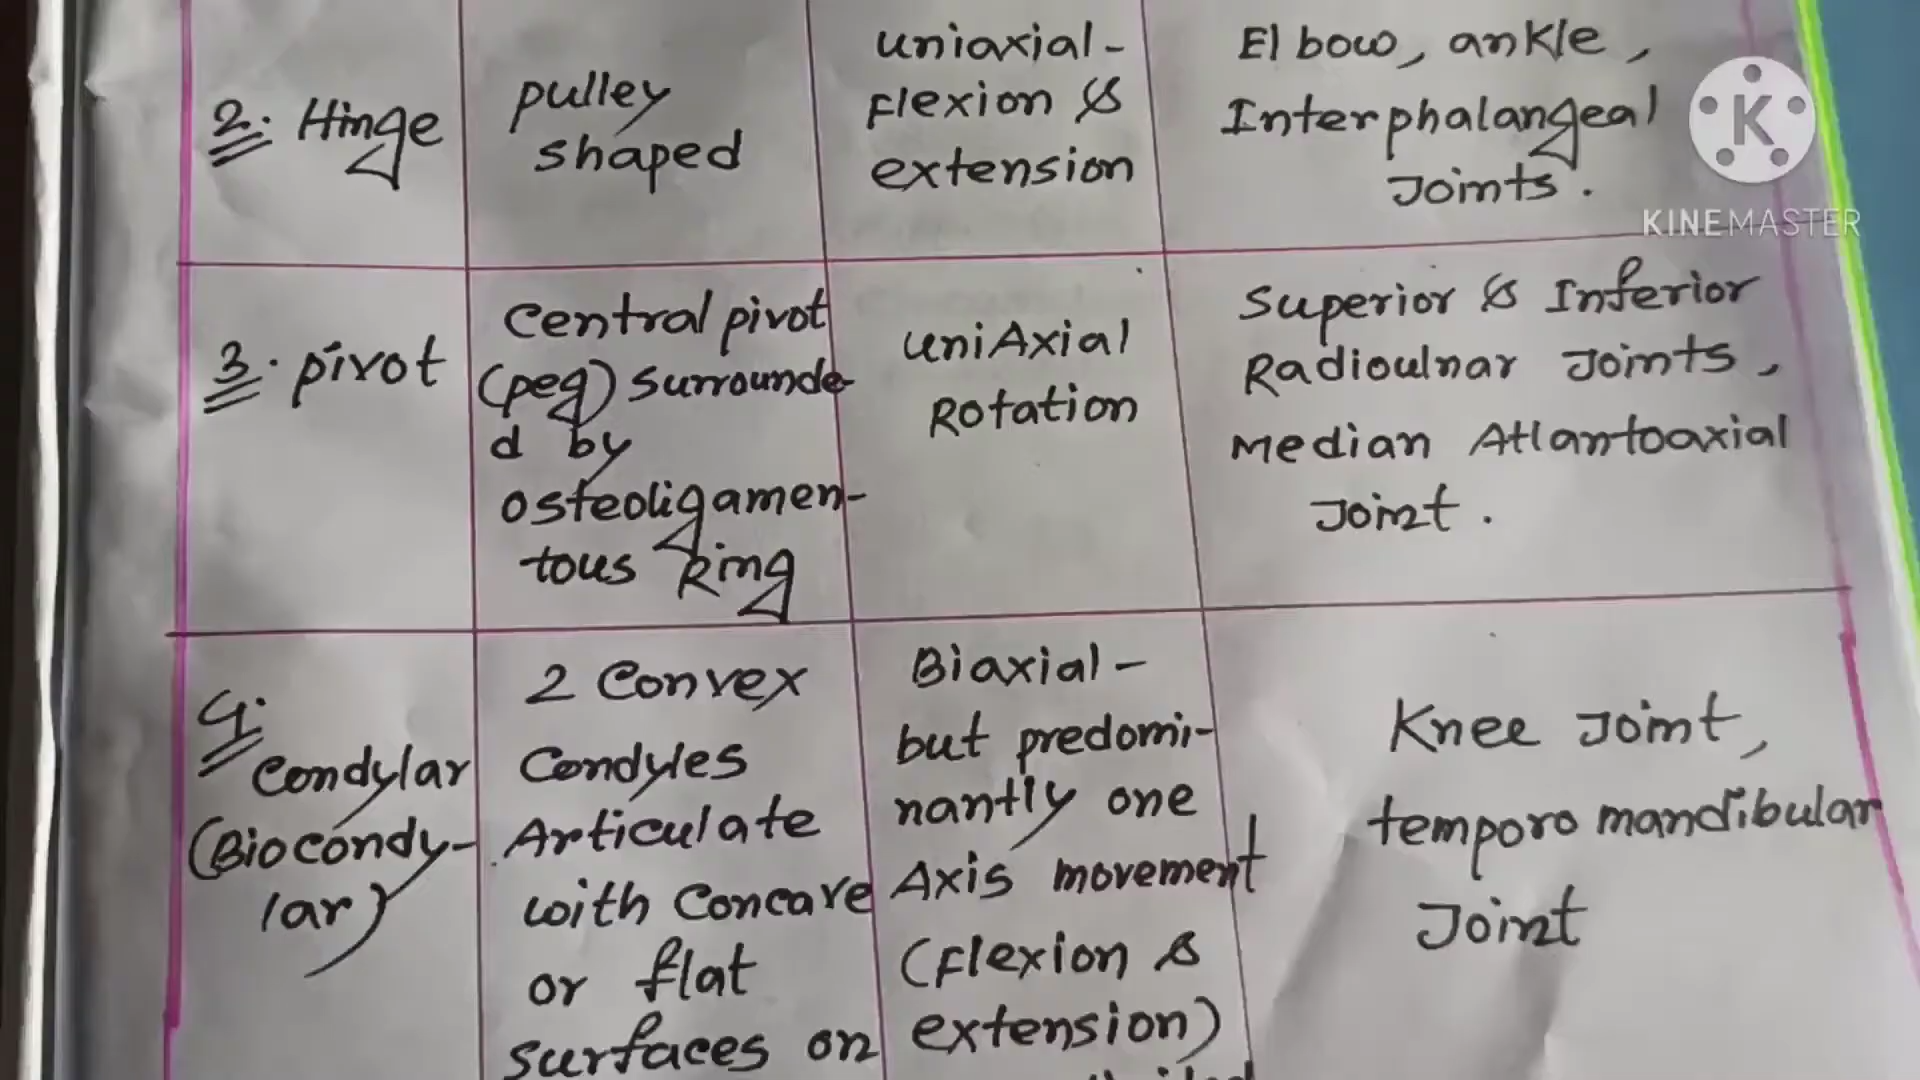 2. Hinge
pulley
shaped
uniaxial-
Flexion &
extension
Elbow, ankle,
Interphalangeal
Joints.
KINEMASTER
3. pivot
Central pivot
(peg) surrounde-
d by
osteoligamen-
tous Ring
uniAxial
Rotation
Superior & Inferior
Radioulnar Joints,
Median Atlantoaxial
Joint.
4.
Condylar
(Biocondy-
lar)
2 Convex
Condyles
Articulate
with Concave
or flat
surfaces on
Biaxial-
but predomi-
nantly one
Axis movement
(Flexion &
extension)
Knee Joint,
temporomandibular
Joint